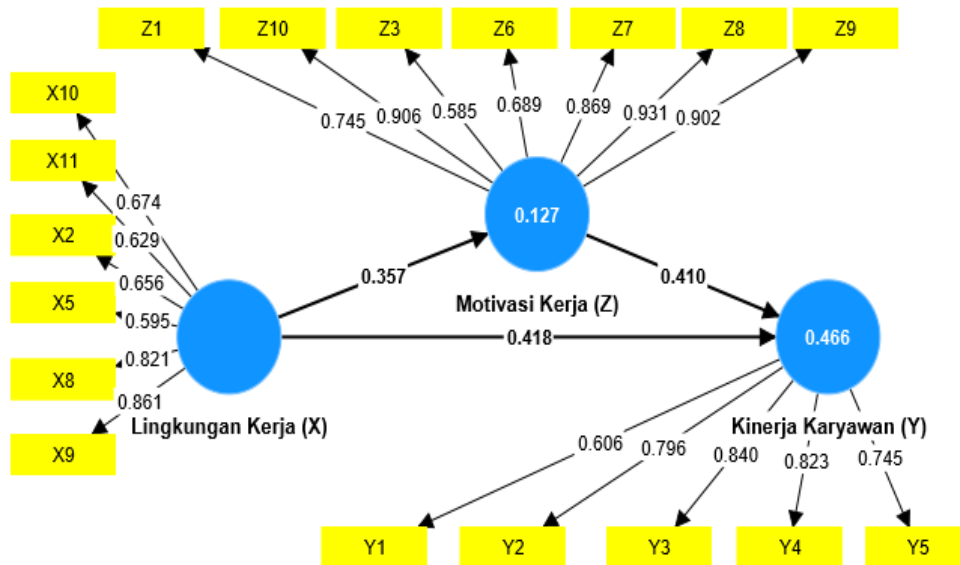 Z1
Z10
Z3
Z6
Z7
Z8
Z9
X10
X11
X2
X5
X8
X9
0.745
0.906
0.585
0.689
0.869
0.931
0.902
0.674
0.629
0.656
0.595
0.821
0.861
0.127
0.357
0.410
Motivasi Kerja (Z)
0.418
0.466
Lingkungan Kerja (X)
Kinerja Karyawan (Y)
0.606
0.796
0.840
0.823
0.745
Y1
Y2
Y3
Y4
Y5